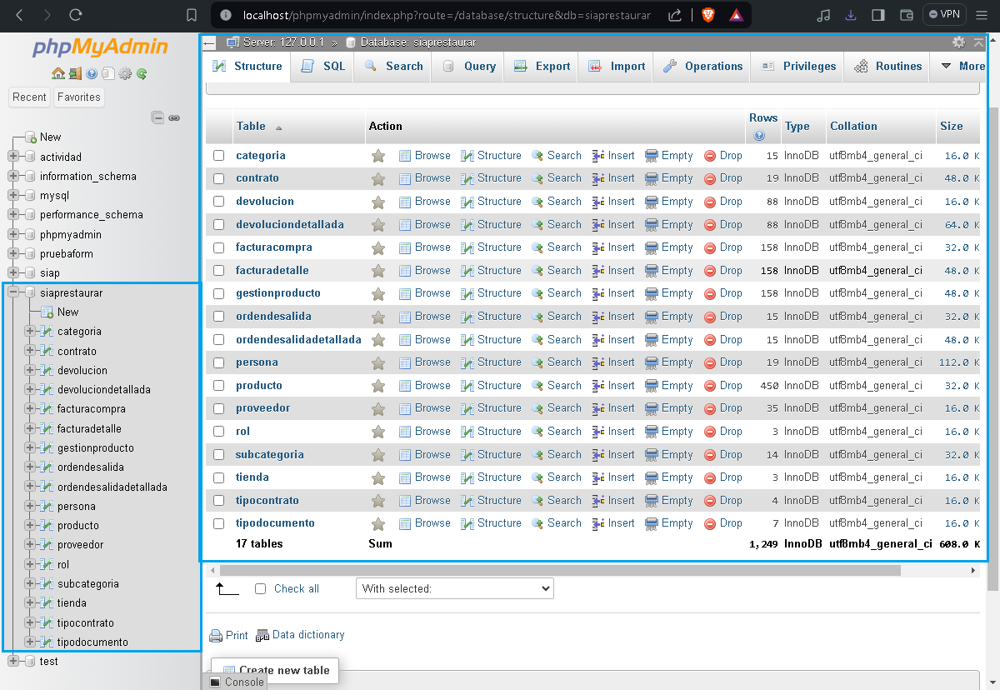 localhost/phpmyadmin/index.php?route=/database/structure&db=siaprestaurar
VPN
phpMyAdmin
Recent
Favorites
New
actividad
information_schema
mysql
performance_schema
phpmyadmin
pruebaform
siap
siaprestaurar
New
categoria
contrato
devolucion
devoluciondetallada
facturacompra
facturadetalle
gestionproducto
ordendesalida
ordendesalidadetallada
persona
producto
proveedor
rol
subcategoria
tienda
tipocontrato
tipodocumento
test
Server: 127.0.0.1 » Database: siaprestaurar
Structure SQL Search Query Export Import Operations Privileges Routines More
Table Action Rows Type Collation Size
categoria Browse Structure Search Insert Empty Drop 15 InnoDB utf8mb4_general_ci 16.0 K
contrato Browse Structure Search Insert Empty Drop 19 InnoDB utf8mb4_general_ci 48.0 K
devolucion Browse Structure Search Insert Empty Drop 88 InnoDB utf8mb4_general_ci 16.0 K
devoluciondetallada Browse Structure Search Insert Empty Drop 88 InnoDB utf8mb4_general_ci 64.0 K
facturacompra Browse Structure Search Insert Empty Drop 158 InnoDB utf8mb4_general_ci 32.0 K
facturadetalle Browse Structure Search Insert Empty Drop 158 InnoDB utf8mb4_general_ci 48.0 K
gestionproducto Browse Structure Search Insert Empty Drop 158 InnoDB utf8mb4_general_ci 48.0 K
ordendesalida Browse Structure Search Insert Empty Drop 15 InnoDB utf8mb4_general_ci 32.0 K
ordendesalidadetallada Browse Structure Search Insert Empty Drop 15 InnoDB utf8mb4_general_ci 48.0 K
persona Browse Structure Search Insert Empty Drop 19 InnoDB utf8mb4_general_ci 112.0 K
producto Browse Structure Search Insert Empty Drop 450 InnoDB utf8mb4_general_ci 32.0 K
proveedor Browse Structure Search Insert Empty Drop 35 InnoDB utf8mb4_general_ci 16.0 K
rol Browse Structure Search Insert Empty Drop 3 InnoDB utf8mb4_general_ci 16.0 K
subcategoria Browse Structure Search Insert Empty Drop 14 InnoDB utf8mb4_general_ci 32.0 K
tienda Browse Structure Search Insert Empty Drop 3 InnoDB utf8mb4_general_ci 16.0 K
tipocontrato Browse Structure Search Insert Empty Drop 4 InnoDB utf8mb4_general_ci 16.0 K
tipodocumento Browse Structure Search Insert Empty Drop 7 InnoDB utf8mb4_general_ci 16.0 K
17 tables Sum 1,249 InnoDB utf8mb4_general_ci 608.0 K
Check all With selected:
Print Data dictionary
Create new table
Console